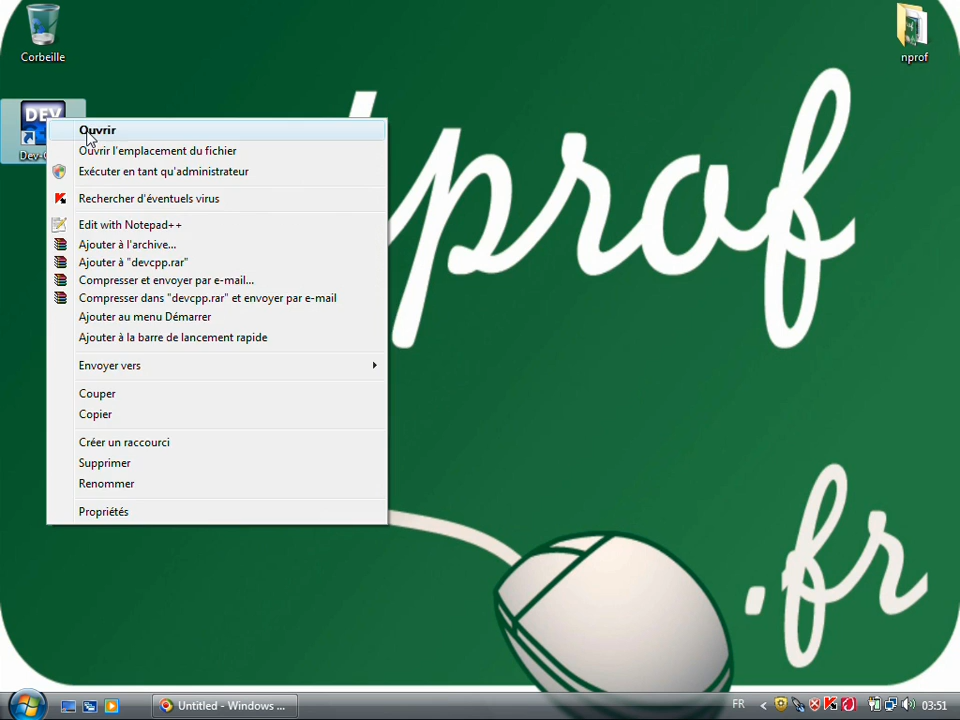 Corbeille
nprof
DEV
Dev-C
Ouvrir
Ouvrir l'emplacement du fichier
Exécuter en tant qu'administrateur
Rechercher d'éventuels virus
Edit with Notepad++
Ajouter à l'archive...
Ajouter à "devcpp.rar"
Compresser et envoyer par e-mail...
Compresser dans "devcpp.rar" et envoyer par e-mail
Ajouter au menu Démarrer
Ajouter à la barre de lancement rapide
Envoyer vers
Couper
Copier
Créer un raccourci
Supprimer
Renommer
Propriétés
prof
.fr
Untitled - Windows ...
FR
03:51